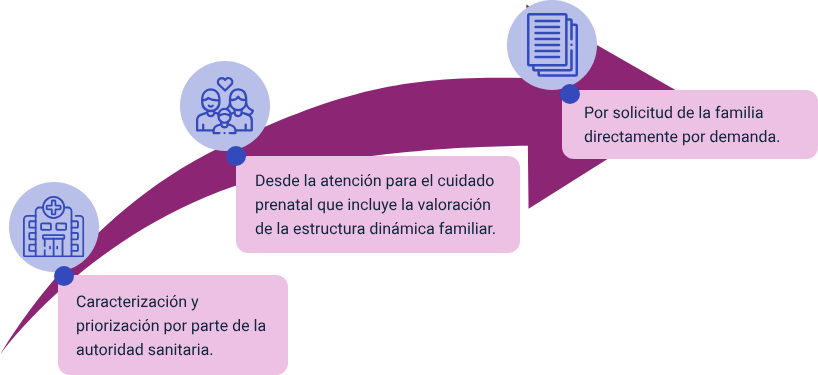 Por solicitud de la familia
directamente por demanda.
Desde la atención para el cuidado
prenatal que incluye la valoración
de la estructura dinámica familiar.
Caracterización y
priorización por parte de la
autoridad sanitaria.